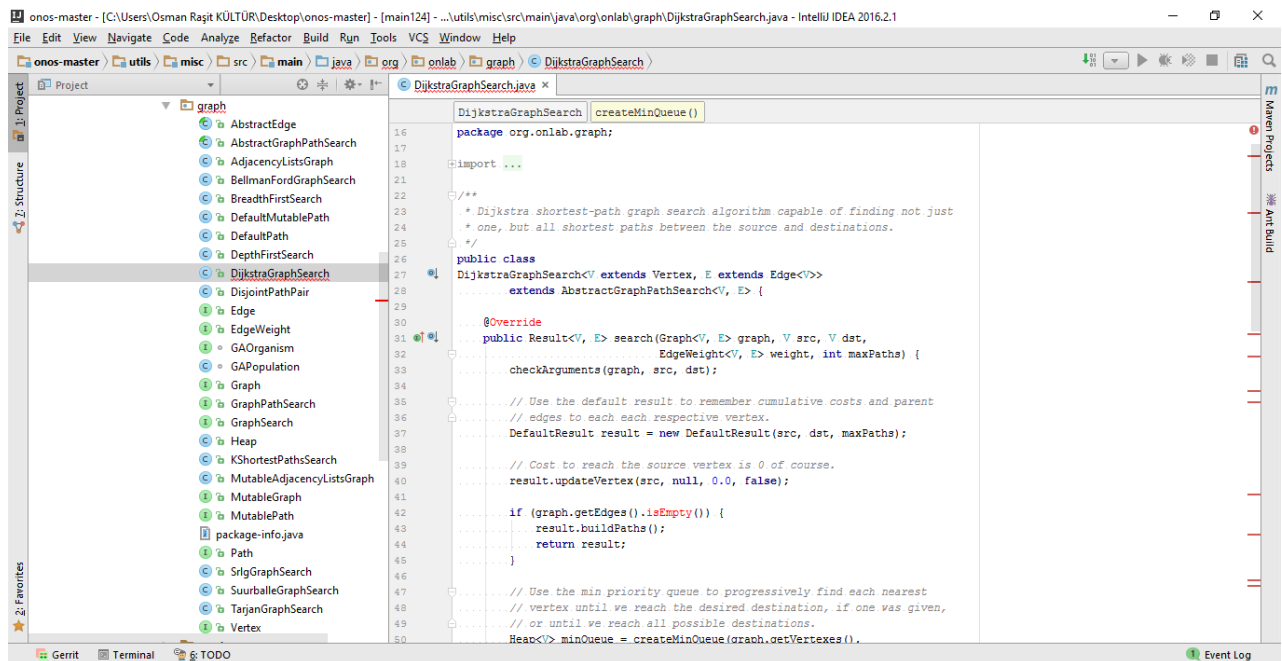 onos-master - [C:\Users\Osman Raşit KÜLTÜR\Desktop\onos-master] - [main124] - ...\utils\misc\src\main\java\org\onlab\graph\DijkstraGraphSearch.java - IntelliJ IDEA 2016.2.1
File Edit View Navigate Code Analyze Refactor Build Run Tools VCS Window Help
onos-master utils misc src main java org onlab graph DijkstraGraphSearch
Project
DijkstraGraphSearch.java
1: Project
7: Structure
2: Favorites
graph
AbstractEdge
AbstractGraphPathSearch
AdjacencyListsGraph
BellmanFordGraphSearch
BreadthFirstSearch
DefaultMutablePath
DefaultPath
DepthFirstSearch
DijkstraGraphSearch
DisjointPathPair
Edge
EdgeWeight
GAOrganism
GAPopulation
Graph
GraphPathSearch
GraphSearch
Heap
KShortestPathsSearch
MutableAdjacencyListsGraph
MutableGraph
MutablePath
package-info.java
Path
SrlgGraphSearch
SuurballeGraphSearch
TarjanGraphSearch
Vertex
DijkstraGraphSearch createMinQueue()
16 package org.onlab.graph;
17
18 import ...
21
22 /**
23 * Dijkstra shortest-path graph search algorithm capable of finding not just
24 * one, but all shortest paths between the source and destinations.
25 */
26 public class
27 DijkstraGraphSearch<V extends Vertex, E extends Edge<V>>
28 extends AbstractGraphPathSearch<V, E> {
29
30 @Override
31 public Result<V, E> search(Graph<V, E> graph, V src, V dst,
32 EdgeWeight<V, E> weight, int maxPaths) {
33 checkArguments(graph, src, dst);
34
35 // Use the default result to remember cumulative costs and parent
36 // edges to each each respective vertex.
37 DefaultResult result = new DefaultResult(src, dst, maxPaths);
38
39 // Cost to reach the source vertex is 0 of course.
40 result.updateVertex(src, null, 0.0, false);
41
42 if (graph.getEdges().isEmpty()) {
43 result.buildPaths();
44 return result;
45 }
46
47 // Use the min priority queue to progressively find each nearest
48 // vertex until we reach the desired destination, if one was given,
49 // or until we reach all possible destinations.
50 Heap<V> minQueue = createMinQueue(graph.getVertexes(),
Maven Projects
Ant Build
Gerrit Terminal 6: TODO 1 Event Log